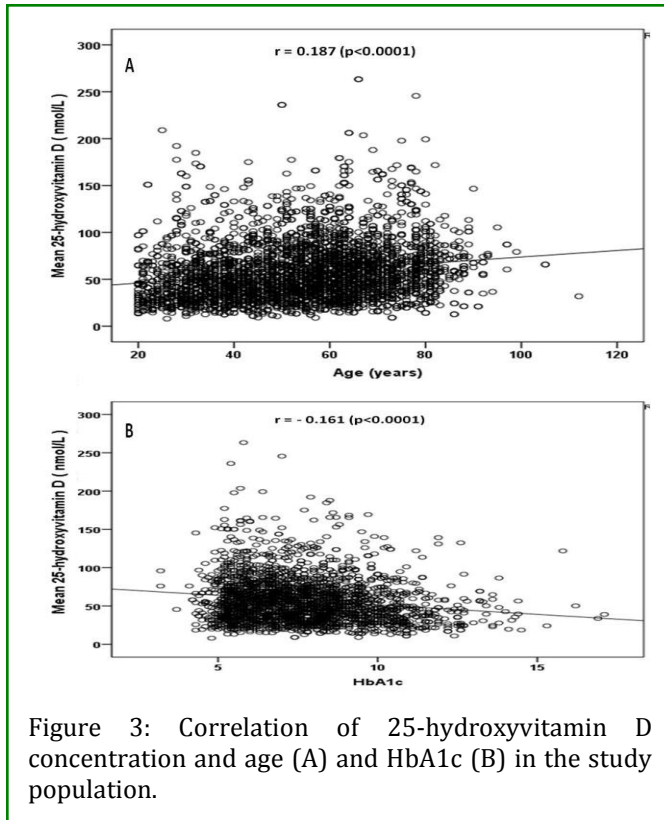 A
r = 0.187 (p<0.0001)
Mean 25-hydroxyvitamin D ( nmol/L)
300
250
200
150
100
50
0
20 40 60 80 100 120
Age (years)
B
r = - 0.161 (p<0.0001)
Mean 25-hydroxyvitamin D ( nmol/L)
300
250
200
150
100
50
0
5 10 15
HbA1c
Figure 3: Correlation of 25-hydroxyvitamin D
concentration and age (A) and HbA1c (B) in the study
population.